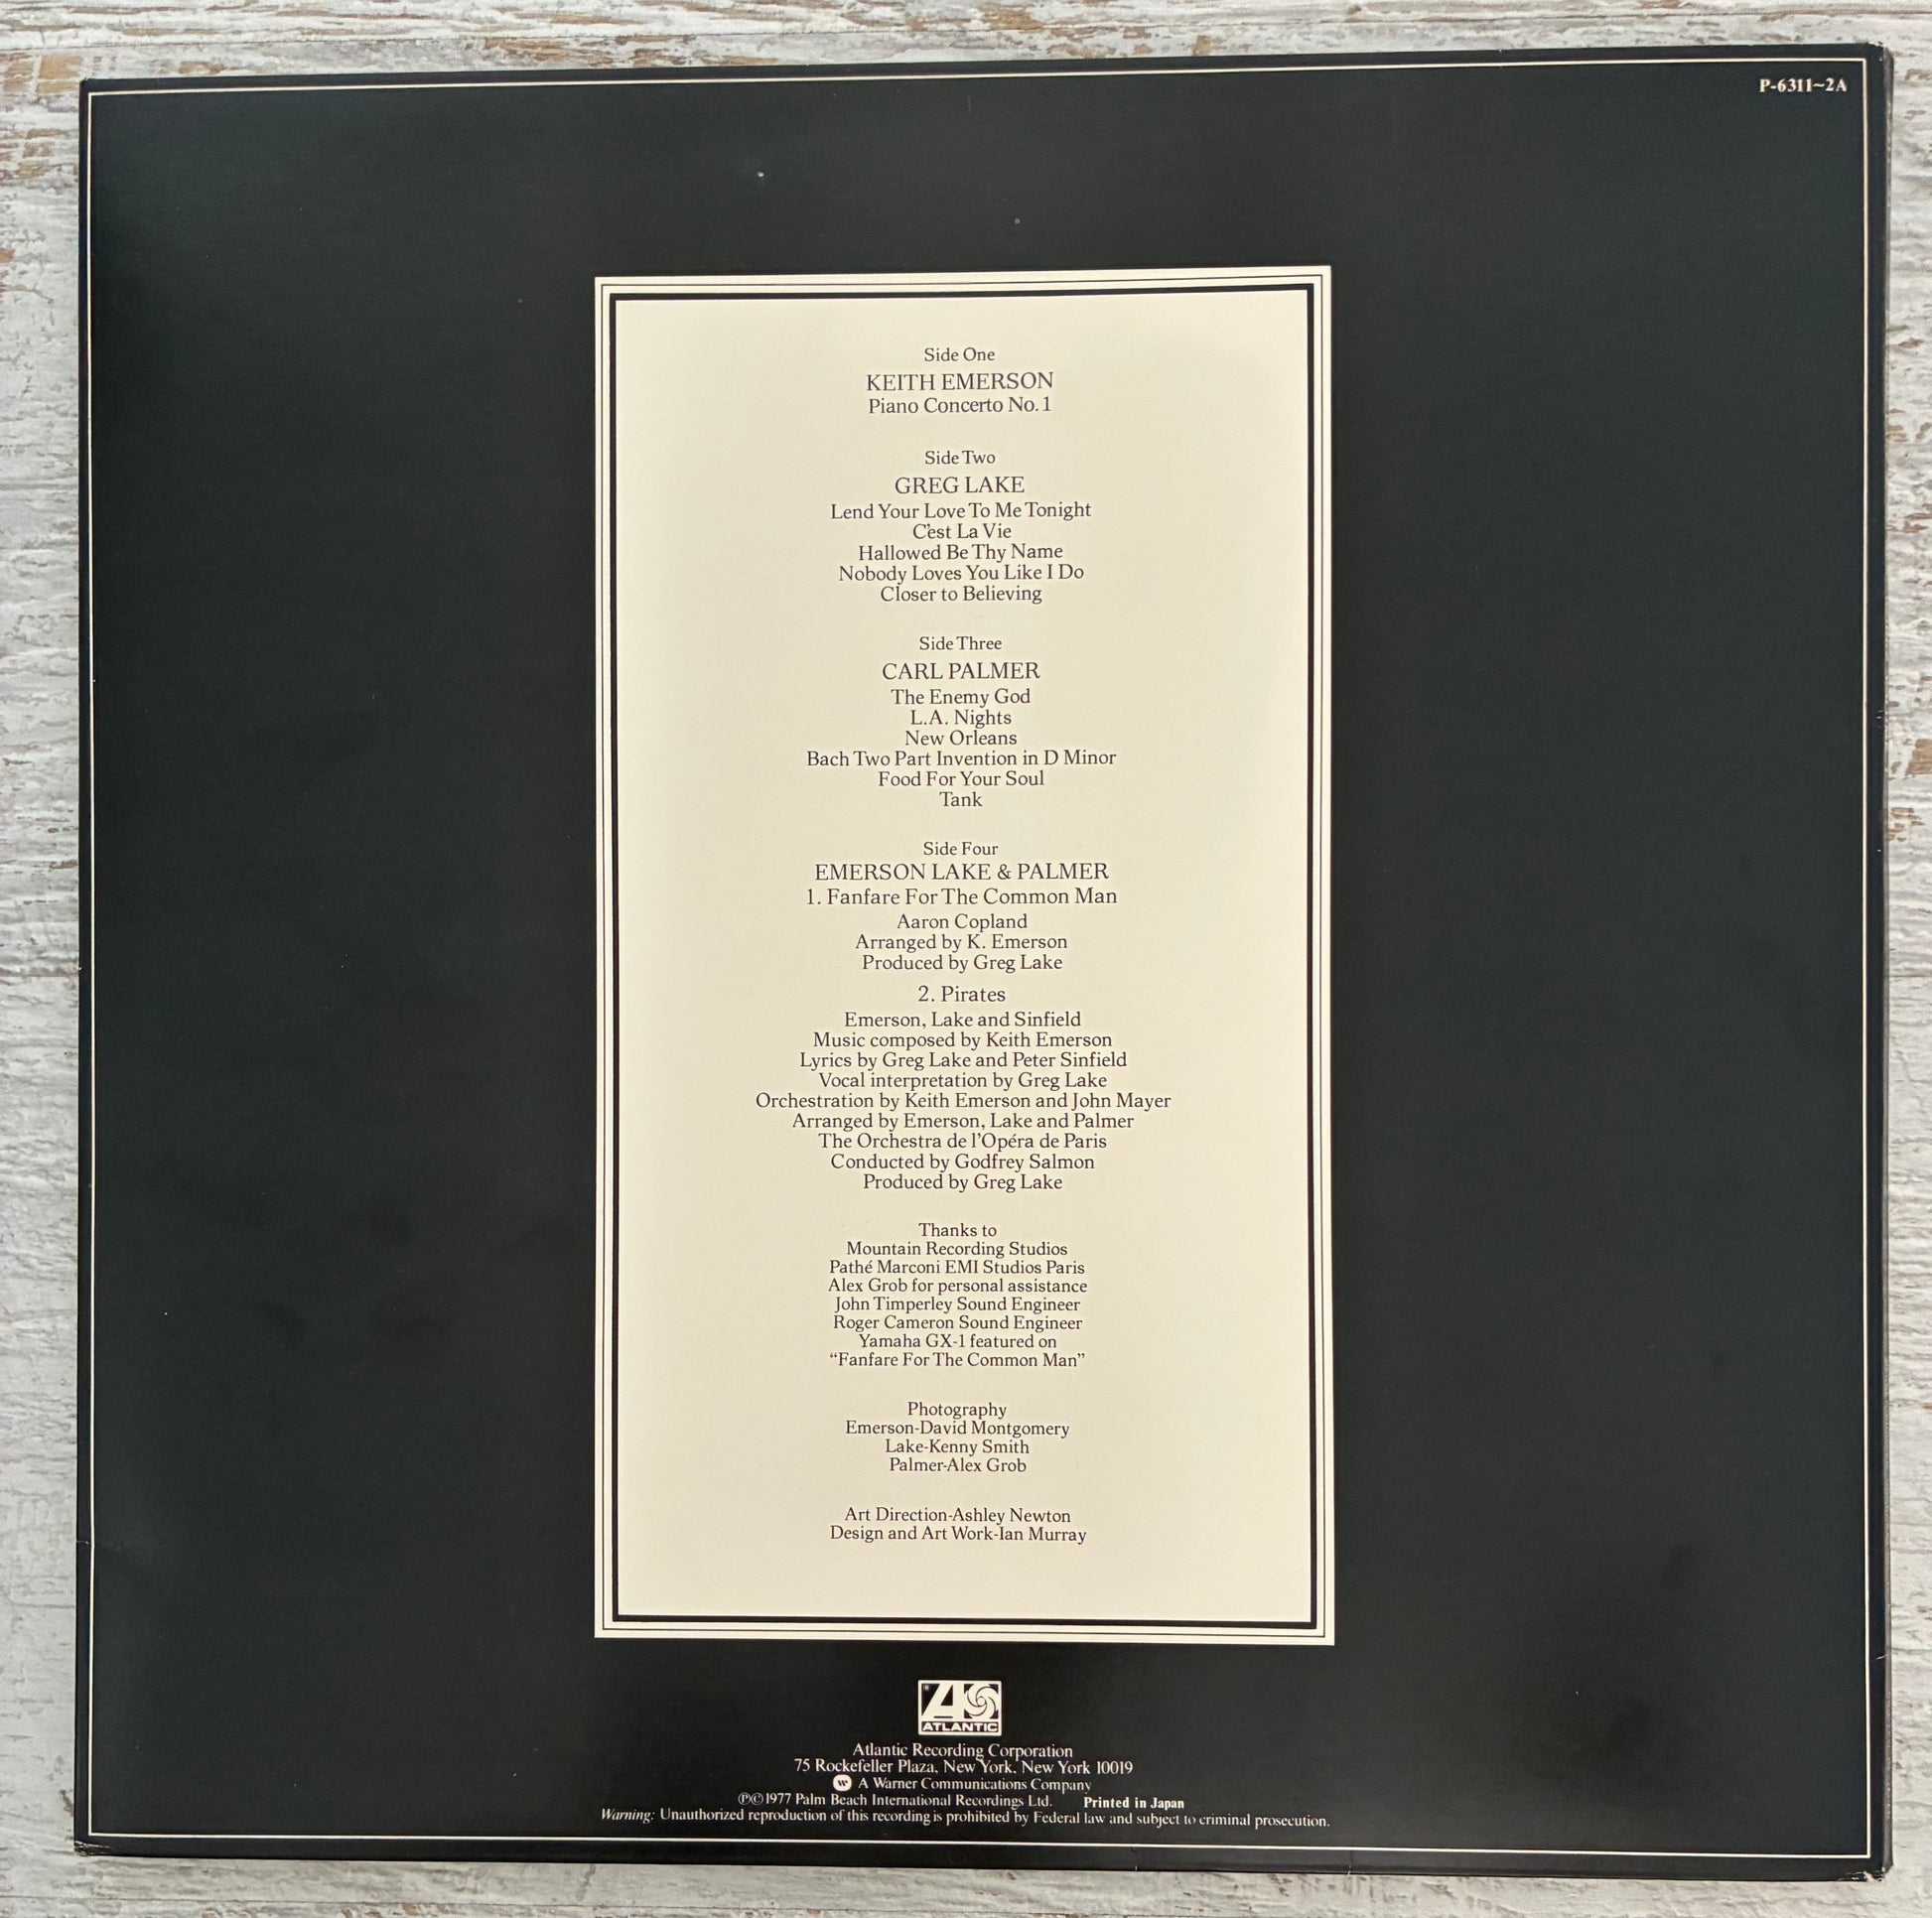 P-6311~2A
Side One
KEITH EMERSON
Piano Concerto No. 1
Side Two
GREG LAKE
Lend Your Love To Me Tonight
C'est La Vie
Hallowed Be Thy Name
Nobody Loves You Like I Do
Closer to Believing
Side Three
CARL PALMER
The Enemy God
L.A. Nights
New Orleans
Bach Two Part Invention in D Minor
Food For Your Soul
Tank
Side Four
EMERSON LAKE & PALMER
1. Fanfare For The Common Man
Aaron Copland
Arranged by K. Emerson
Produced by Greg Lake
2. Pirates
Emerson, Lake and Sinfield
Music composed by Keith Emerson
Lyrics by Greg Lake and Peter Sinfield
Vocal interpretation by Greg Lake
Orchestration by Keith Emerson and John Mayer
Arranged by Emerson, Lake and Palmer
The Orchestra de l'Opéra de Paris
Conducted by Godfrey Salmon
Produced by Greg Lake
Thanks to
Mountain Recording Studios
Pathé Marconi EMI Studios Paris
Alex Grob for personal assistance
John Timperley Sound Engineer
Roger Cameron Sound Engineer
Yamaha GX-1 featured on
“Fanfare For The Common Man”
Photography
Emerson-David Montgomery
Lake-Kenny Smith
Palmer-Alex Grob
Art Direction-Ashley Newton
Design and Art Work-Ian Murray
ATLANTIC
Atlantic Recording Corporation
75 Rockefeller Plaza, New York, New York 10019
w A Warner Communications Company
℗©1977 Palm Beach International Recordings Ltd. Printed in Japan
Warning: Unauthorized reproduction of this recording is prohibited by Federal law and subject to criminal prosecution.